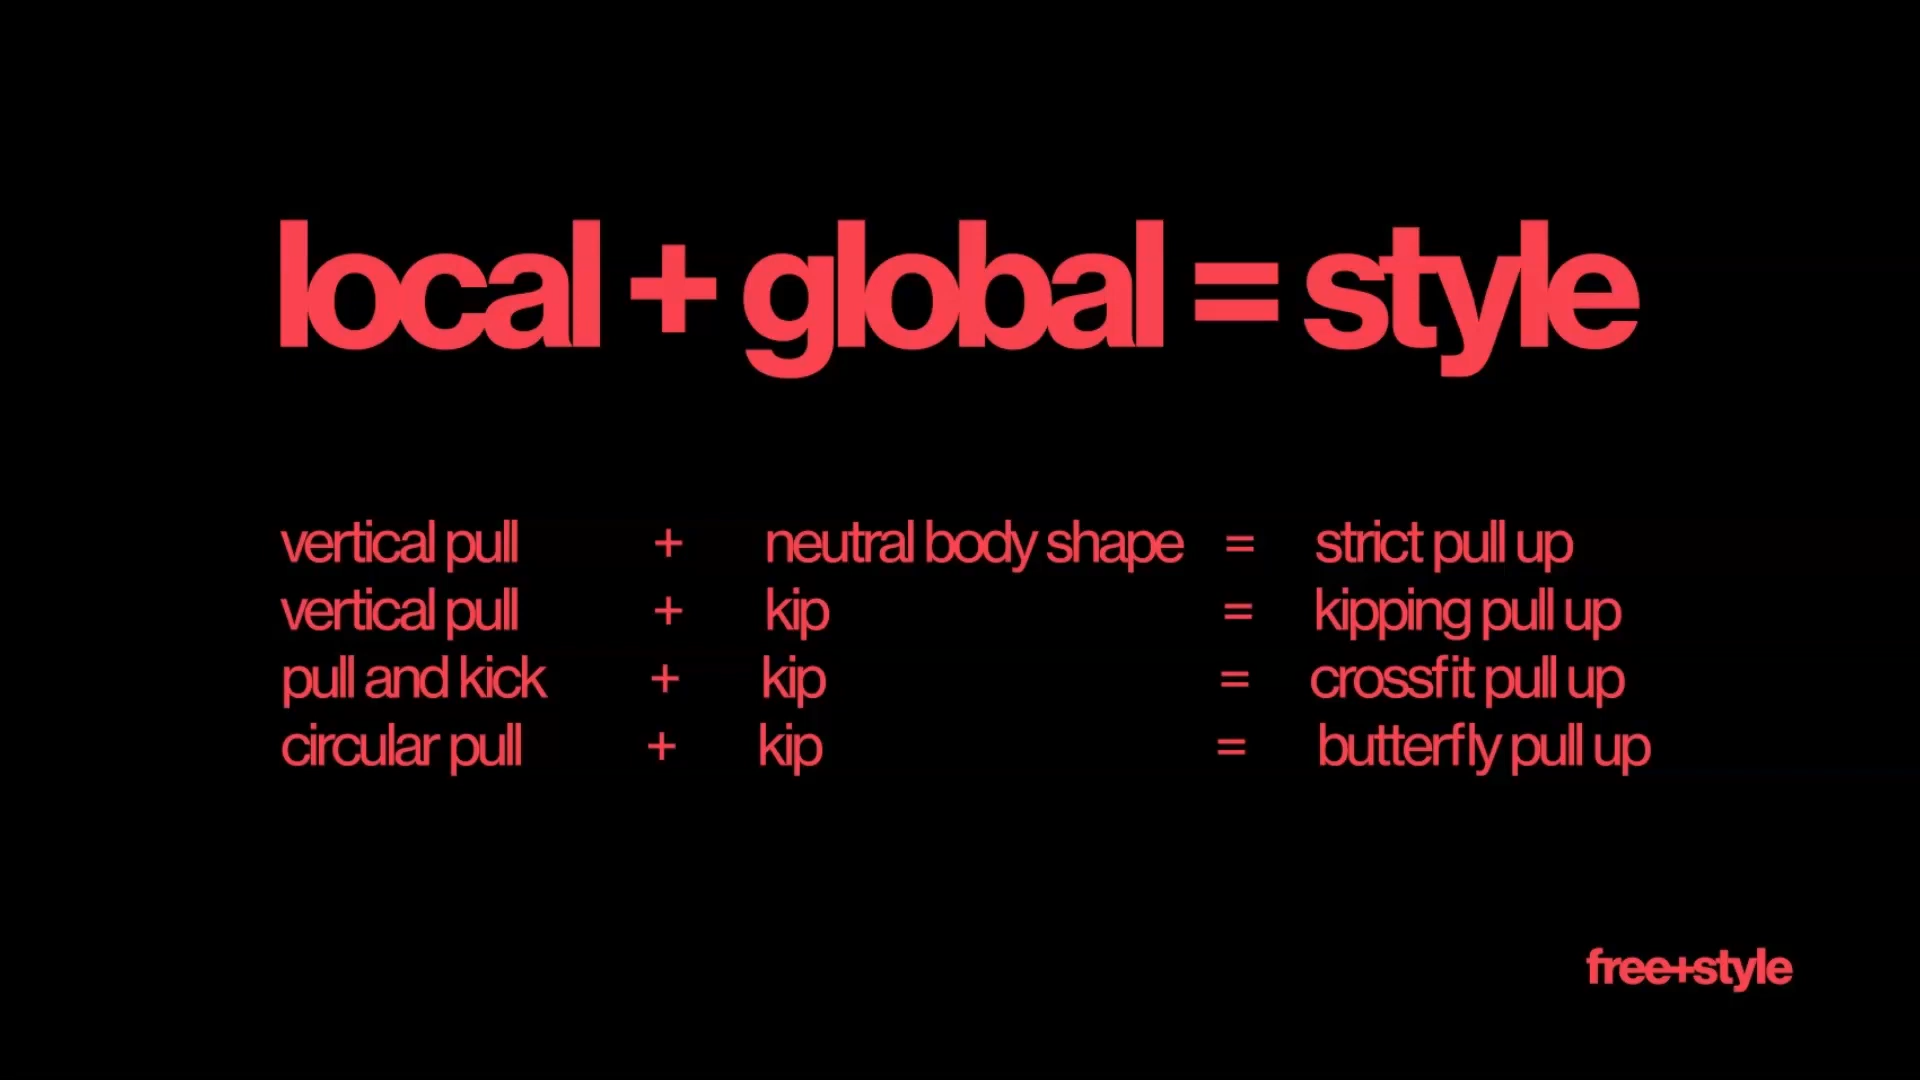 local + global = style
vertical pull + neutral body shape = strict pull up
vertical pull + kip = kipping pull up
pull and kick + kip = crossfit pull up
circular pull + kip = butterfly pull up
free+style